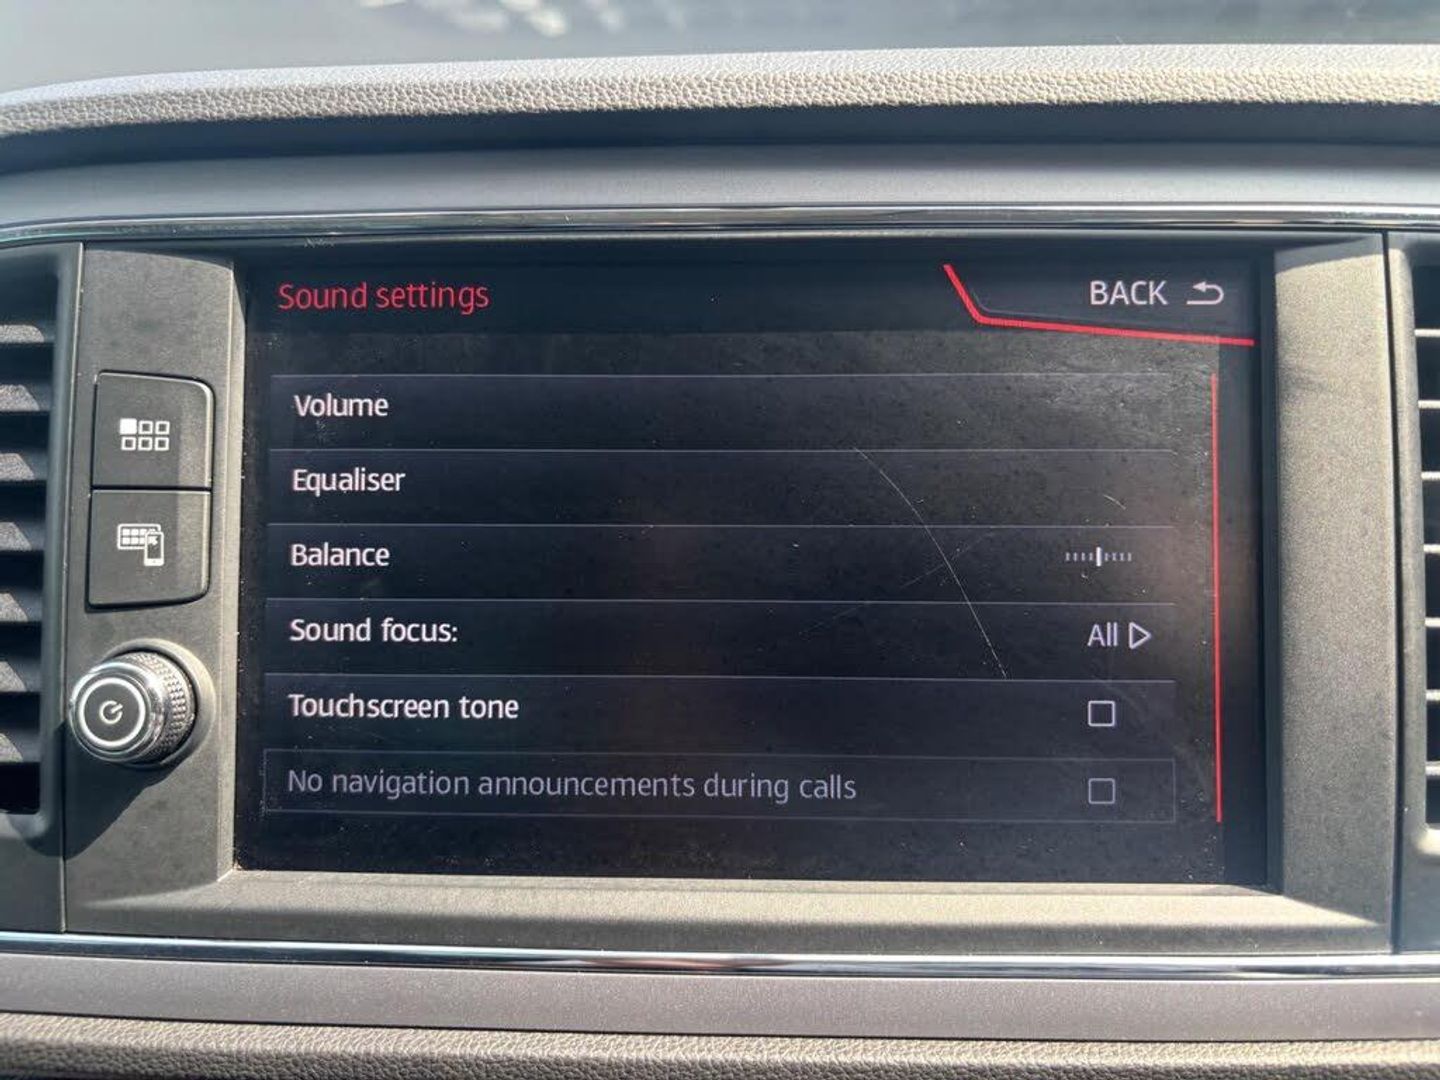 Sound settings
BACK
Volume
Equaliser
Balance
Sound focus: All
Touchscreen tone
No navigation announcements during calls